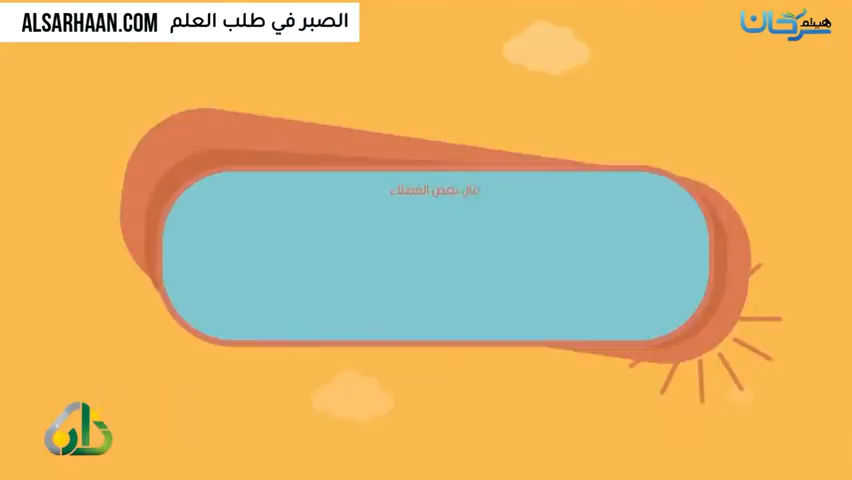 الصبر في طلب العلم ALSARHAAN.COM
هيثم سرحان
قال بعض الفضلاء